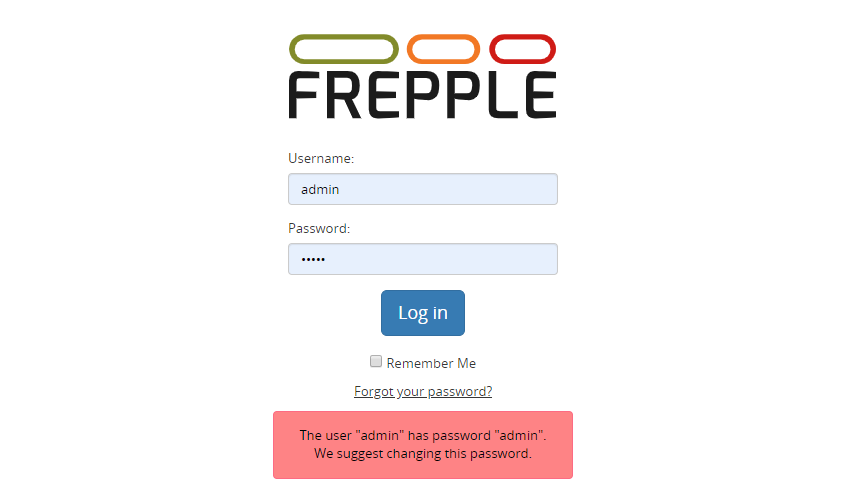 FREPPLE
Username:
admin
Password:
•••••
Log in
Remember Me
Forgot your password?
The user "admin" has password "admin".
We suggest changing this password.